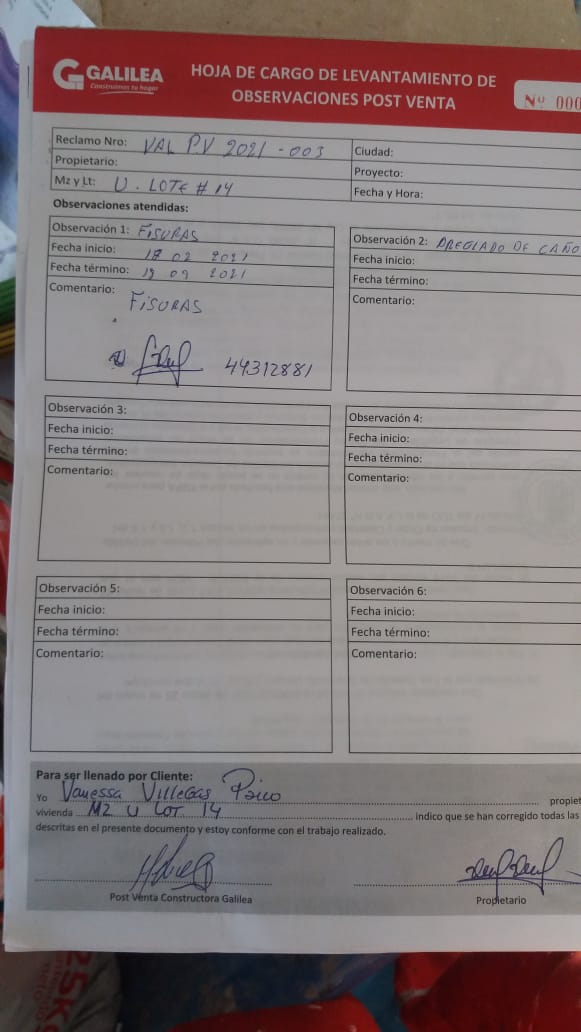 GALILEA
Construimos tu hogar
HOJA DE CARGO DE LEVANTAMIENTO DE
OBSERVACIONES POST VENTA
Nº 000
Reclamo Nro: VAL PV 2021 - 003
Ciudad:
Propietario:
Proyecto:
Mz y Lt: U. LOTE # 14
Fecha y Hora:
Observaciones atendidas:
Observación 1: FISURAS
Fecha inicio: 18 02 2021
Fecha término: 19 02 2021
Comentario:
FISURAS
44312881
Observación 2: AREGLADO DE CAÑO
Fecha inicio:
Fecha término:
Comentario:
Observación 3:
Fecha inicio:
Fecha término:
Comentario:
Observación 4:
Fecha inicio:
Fecha término:
Comentario:
Observación 5:
Fecha inicio:
Fecha término:
Comentario:
Observación 6:
Fecha inicio:
Fecha término:
Comentario:
Para ser llenado por Cliente:
Yo Vanessa Villegas Paico propiet
vivienda MZ U LOT. 14 indico que se han corregido todas las
descritas en el presente documento y estoy conforme con el trabajo realizado.
Post Venta Constructora Galilea
Propietario